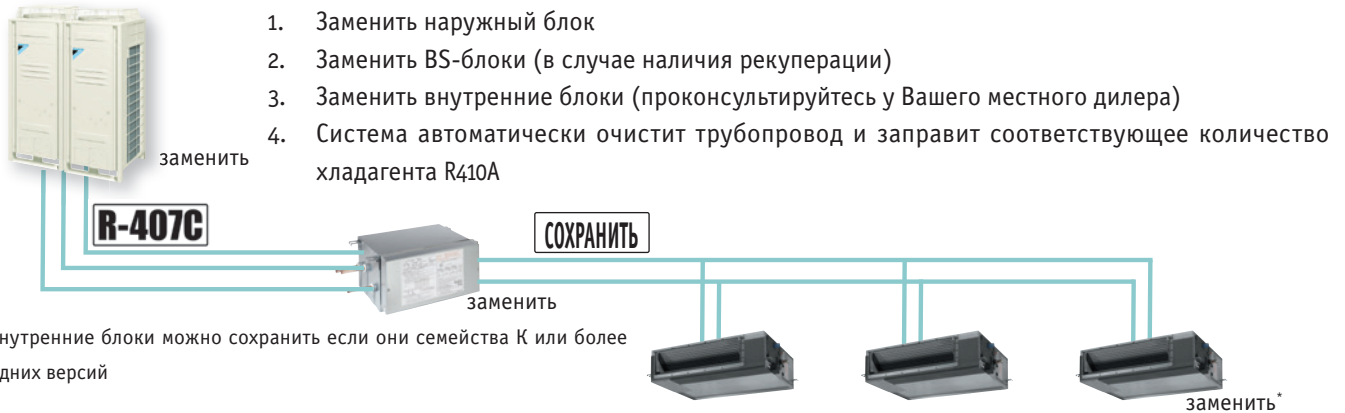 1. Заменить наружный блок
2. Заменить BS-блоки (в случае наличия рекуперации)
3. Заменить внутренние блоки (проконсультируйтесь у Вашего местного дилера)
4. Система автоматически очистит трубопровод и заправит соответствующее количество
хладагента R410A
заменить
R-407C
СОХРАНИТЬ
заменить
нутренние блоки можно сохранить если они семейства К или более
дних версий
заменить*